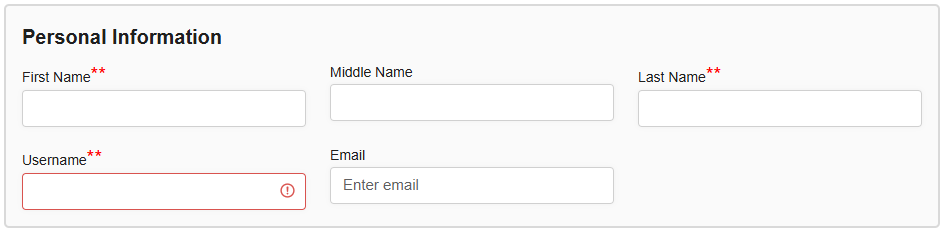 Personal Information
First Name** Middle Name Last Name**
Username** Email
Enter email